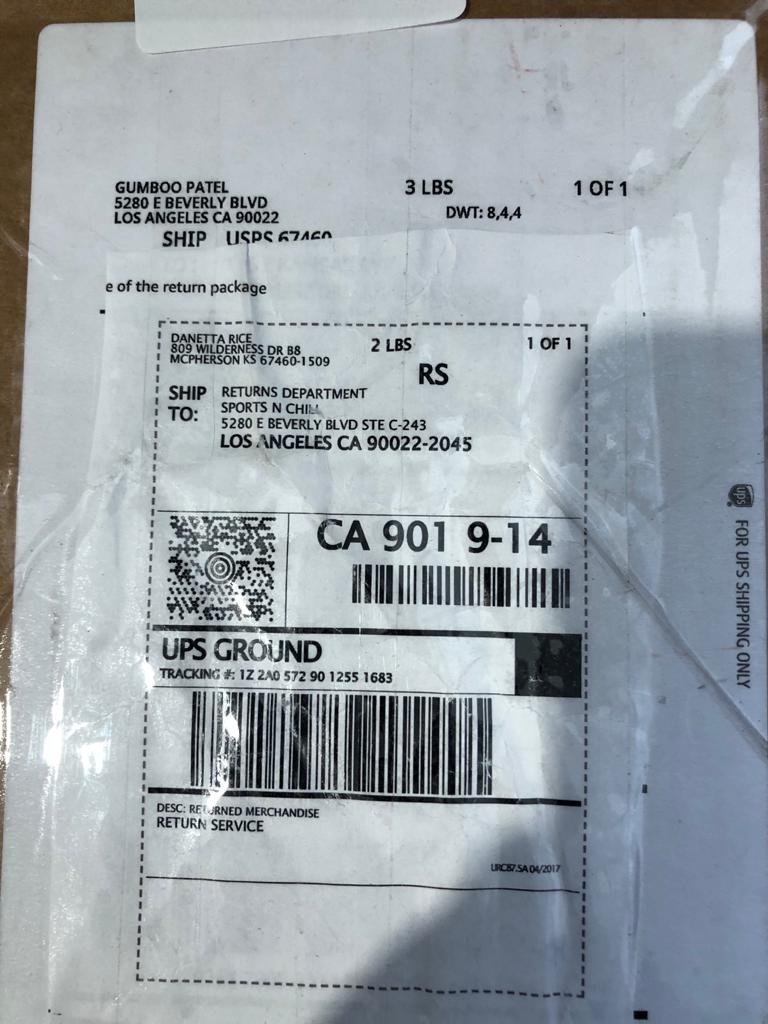 GUMBOO PATEL
5280 E BEVERLY BLVD
LOS ANGELES CA 90022
3 LBS
1 OF 1
DWT: 8,4,4
SHIP USPS 67460
e of the return package
DANETTA RICE
809 WILDERNESS DR B8
MCPHERSON KS 67460-1509
2 LBS
1 OF 1
RS
SHIP
TO:
RETURNS DEPARTMENT
SPORTS N CHILL
5280 E BEVERLY BLVD STE C-243
LOS ANGELES CA 90022-2045
CA 901 9-14
UPS GROUND
TRACKING #: 1Z 2A0 572 90 1255 1683
DESC: RETURNED MERCHANDISE
RETURN SERVICE
URC87.5A 04/2017
ups
FOR UPS SHIPPING ONLY